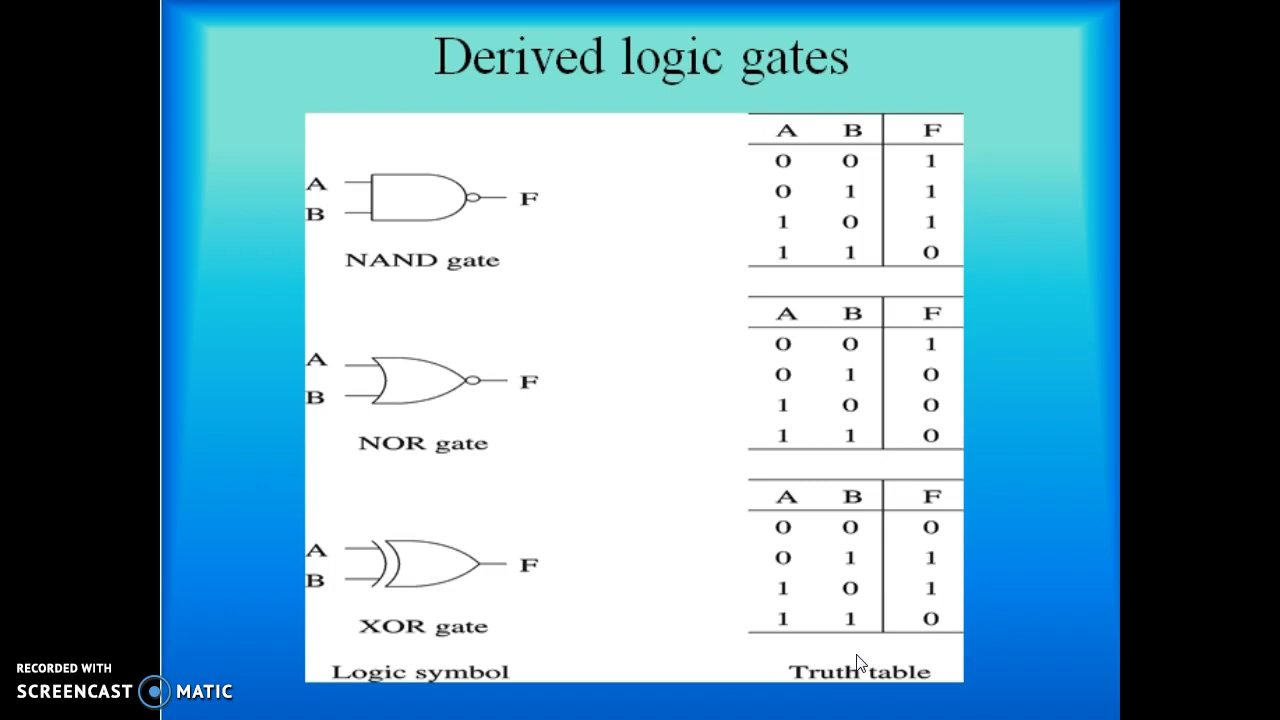 Derived logic gates
A B F
0 0 1
0 1 1
1 0 1
1 1 0
A
B
F
NAND gate
A B F
0 0 1
0 1 0
1 0 0
1 1 0
A
B
F
NOR gate
A B F
0 0 0
0 1 1
1 0 1
1 1 0
A
B
F
XOR gate
Logic symbol
Truth table
RECORDED WITH
SCREENCAST MATIC